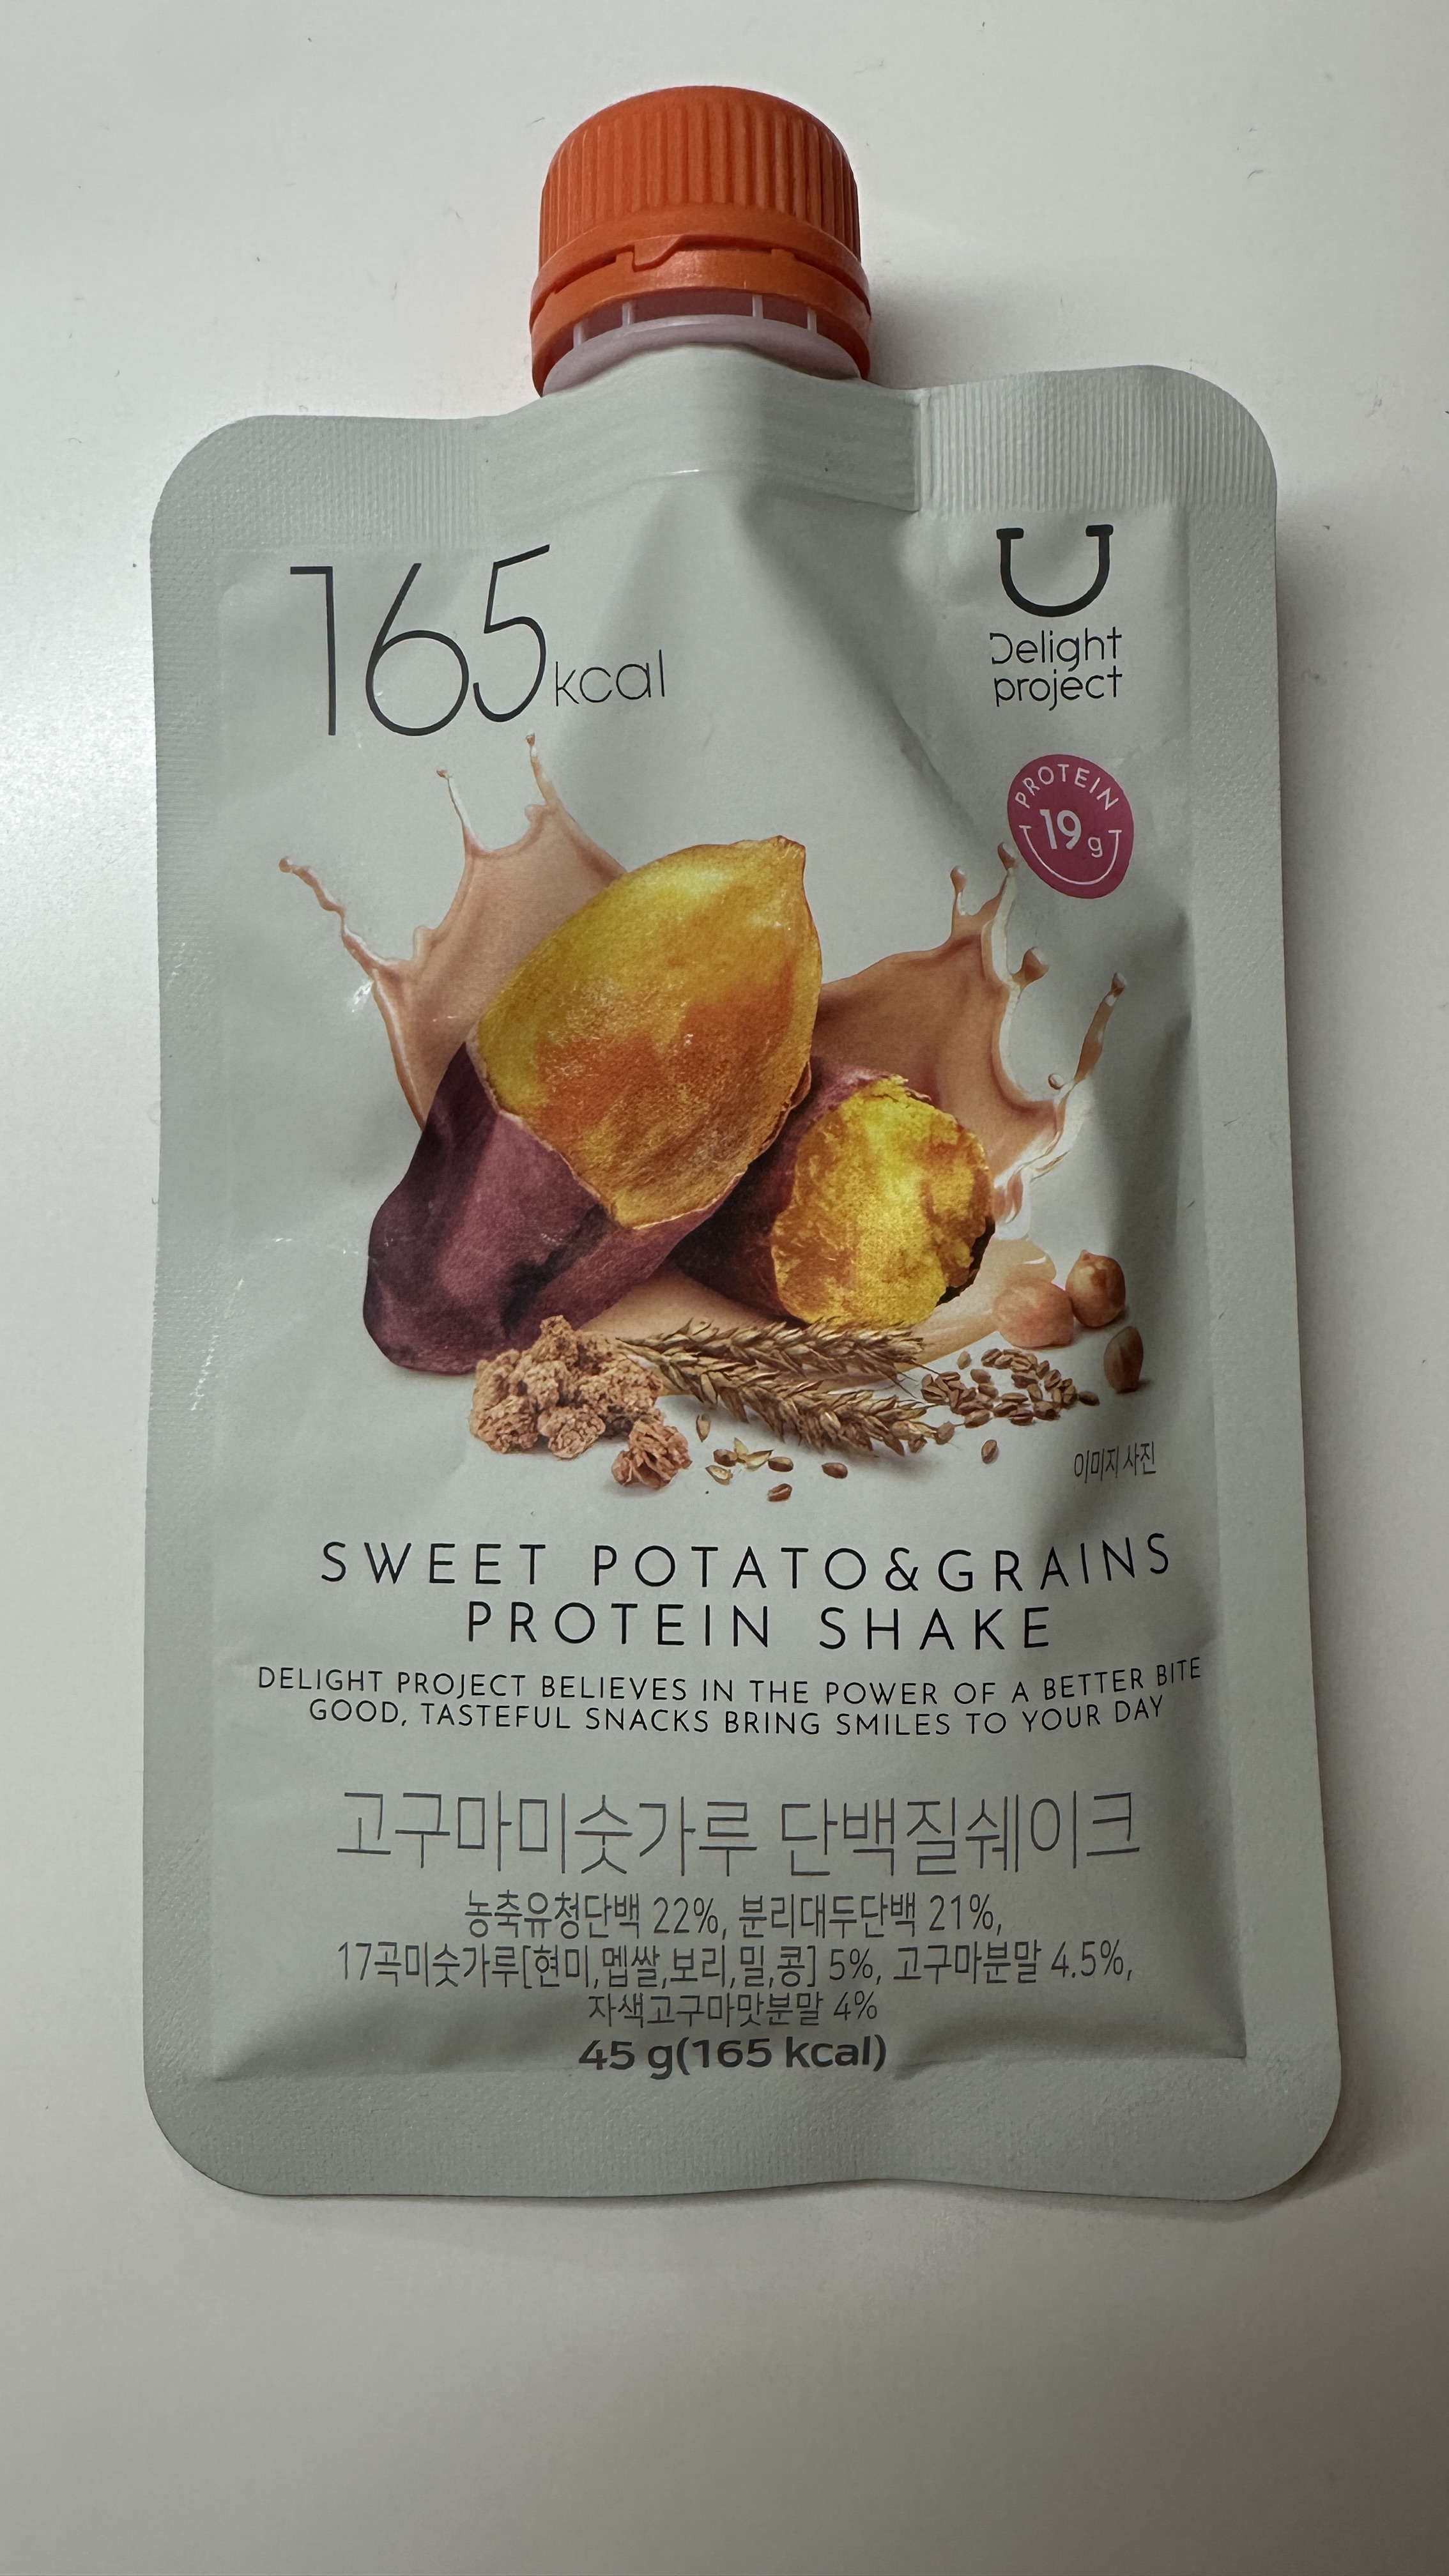 165kcal
Delight
project
PROTEIN
19g
이미지 사진
SWEET POTATO&GRAINS
PROTEIN SHAKE
DELIGHT PROJECT BELIEVES IN THE POWER OF A BETTER BITE
GOOD, TASTEFUL SNACKS BRING SMILES TO YOUR DAY
고구마미숫가루 단백질쉐이크
농축유청단백 22%, 분리대두단백 21%,
17곡미숫가루[현미,멥쌀,보리,밀,콩] 5%, 고구마분말 4.5%,
자색고구마맛분말 4%
45 g(165 kcal)